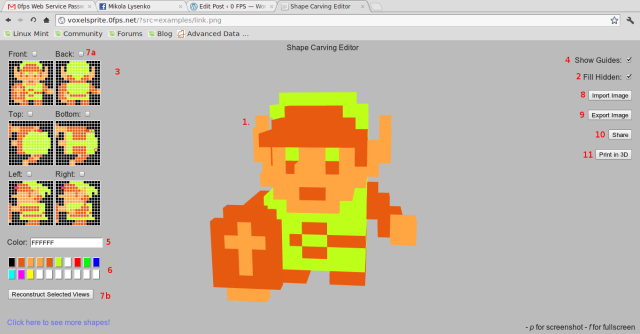 0fps Web Service Passw
Mikola Lysenko
Edit Post ‹ 0 FPS — Wor
Shape Carving Editor
voxelsprite.0fps.net/?src=examples/link.png
Linux Mint
Community
Forums
Blog
Advanced Data ...
Shape Carving Editor
Front:
Back:
7a
3
4 Show Guides:
2 Fill Hidden:
8 Import Image
9 Export Image
10 Share
11 Print in 3D
1.
Top:
Bottom:
Left:
Right:
Color: FFFFFF 5
6
Reconstruct Selected Views 7b
Click here to see more shapes!
- p for screenshot - f for fullscreen